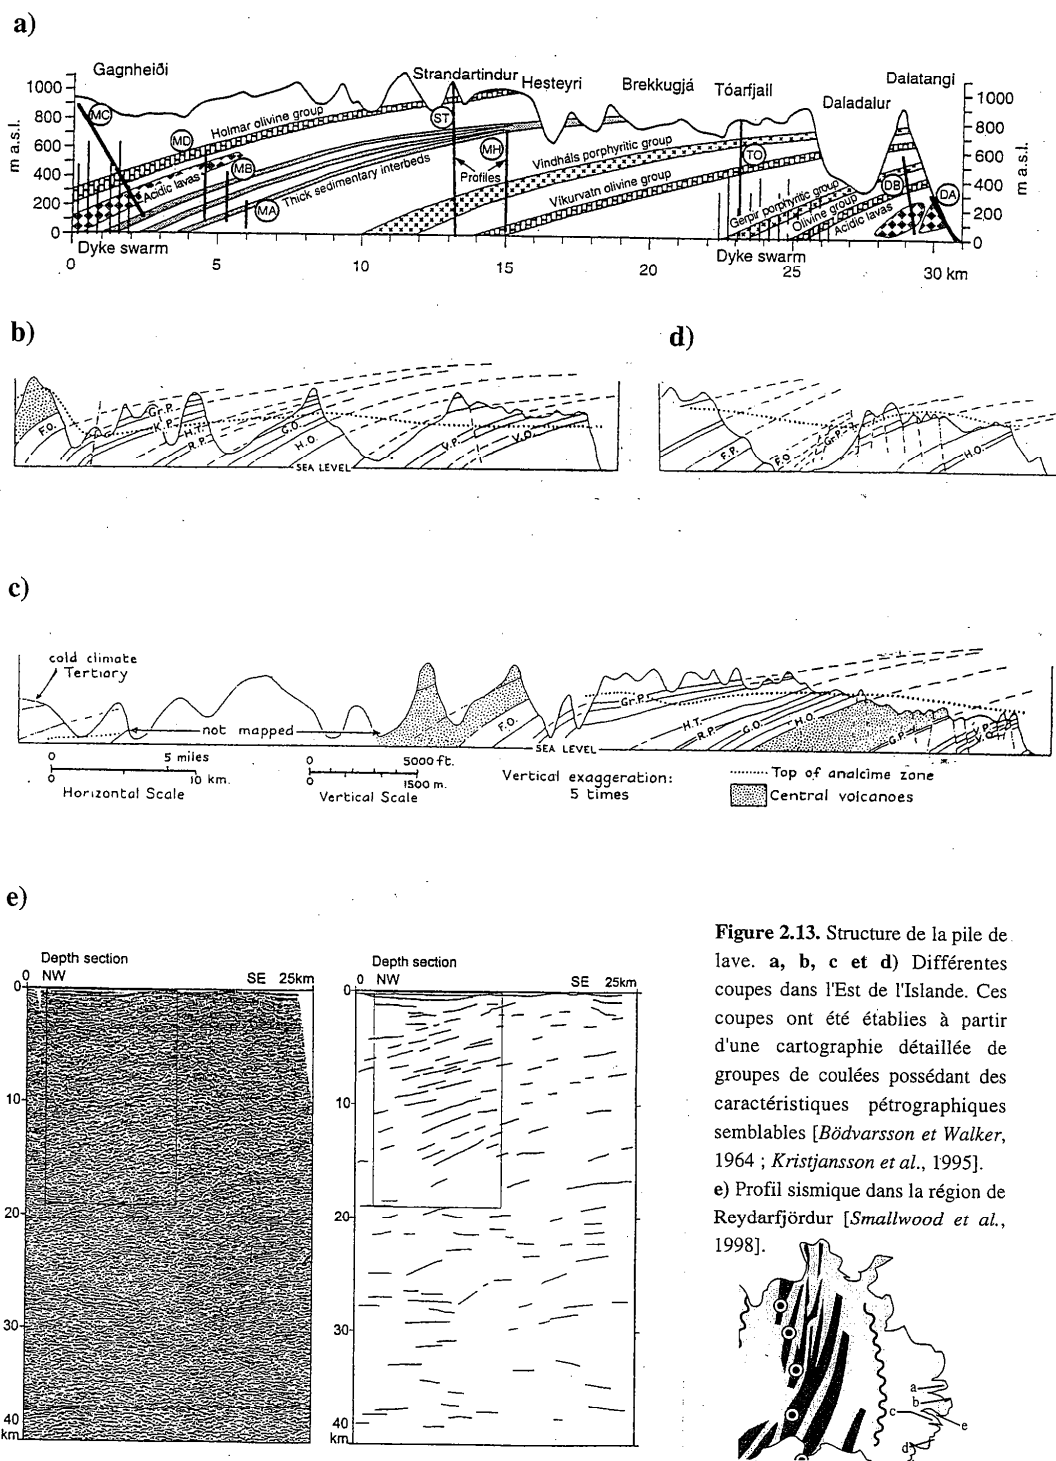 a)
Gagnheiði
Strandartindur
Hesteyri
Brekkugjá
Tóarfjall
Daladalur
Dalatangi
1000
800
600
400
200
0
m a.s.l.
MC
MD
Holmar olivine group
ST
MB
Acidic lavas
Thick sedimentary interbeds
MA
MH
Profiles
Vindháls porphyritic group
Víkurvatn olivine group
TO
Gerpir porphyritic group
Olivine group
Acidic lavas
DB
DA
1000
800
600
400
200
0
m a.s.l.
Dyke swarm
Dyke swarm
0 5 10 15 20 25 30 km
b)
F.O.
Gr.P.
K.P.
H.T.
R.P.
G.O.
H.O.
V.P.
V.O.
SEA LEVEL
d)
F.P.
F.O.
Gr.P.
H.O.
c)
cold climate
Tertiary
not mapped
F.O.
Gr.P.
H.T.
R.P.
G.O.
H.O.
G.P.
V.P.
V.O.
SEA LEVEL
0 5 miles
0 10 km.
Horizontal Scale
0 5000 ft.
0 1500 m.
Vertical Scale
Vertical exaggeration:
5 times
Top of analcime zone
Central volcanoes
e)
Depth section
0 NW SE 25km
0
10
20
30
40
km
Depth section
0 NW SE 25km
0
10
20
30
40
km
Figure 2.13. Structure de la pile de
lave. a, b, c et d) Différentes
coupes dans l'Est de l'Islande. Ces
coupes ont été établies à partir
d'une cartographie détaillée de
groupes de coulées possédant des
caractéristiques pétrographiques
semblables [Bödvarsson et Walker,
1964 ; Kristjansson et al., 1995].
e) Profil sismique dans la région de
Reydarfjördur [Smallwood et al.,
1998].
a
b
c
e
d